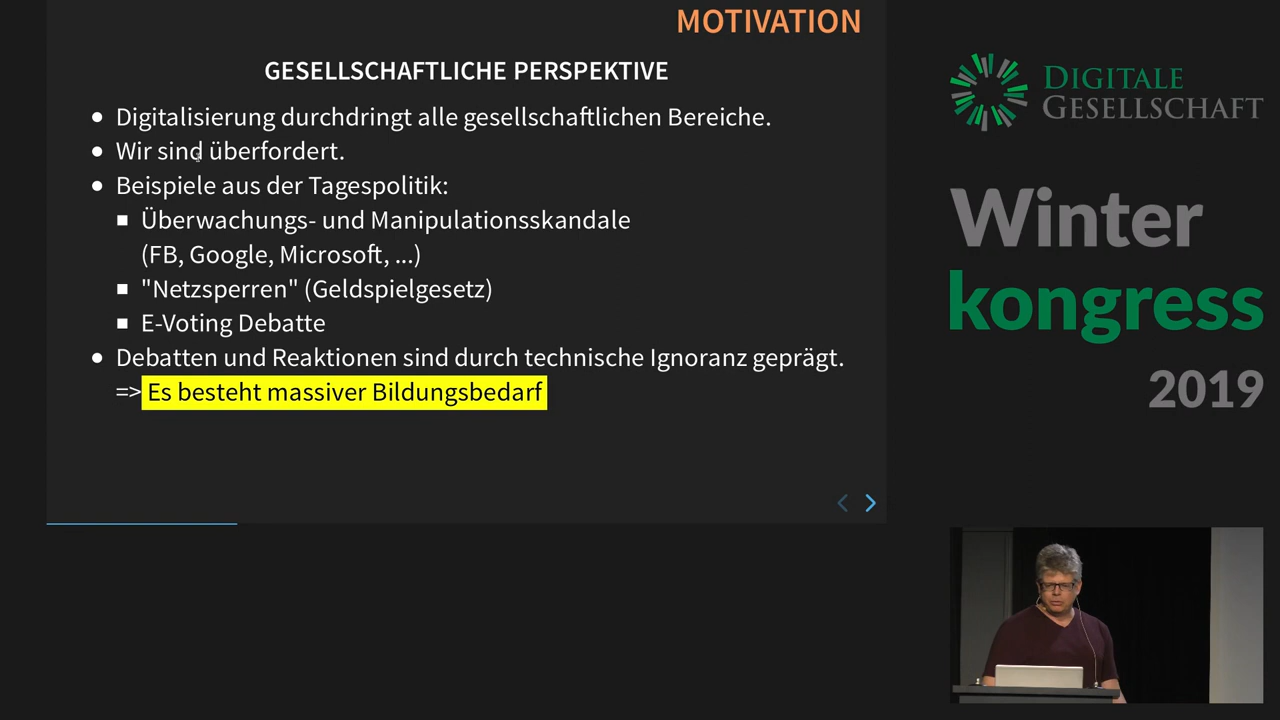 MOTIVATION
GESELLSCHAFTLICHE PERSPEKTIVE
Digitalisierung durchdringt alle gesellschaftlichen Bereiche.
Wir sind überfordert.
Beispiele aus der Tagespolitik:
Überwachungs- und Manipulationsskandale
(FB, Google, Microsoft, ...)
"Netzsperren" (Geldspielgesetz)
E-Voting Debatte
Debatten und Reaktionen sind durch technische Ignoranz geprägt.
=> Es besteht massiver Bildungsbedarf
DIGITALE
GESELLSCHAFT
Winter
kongress
2019